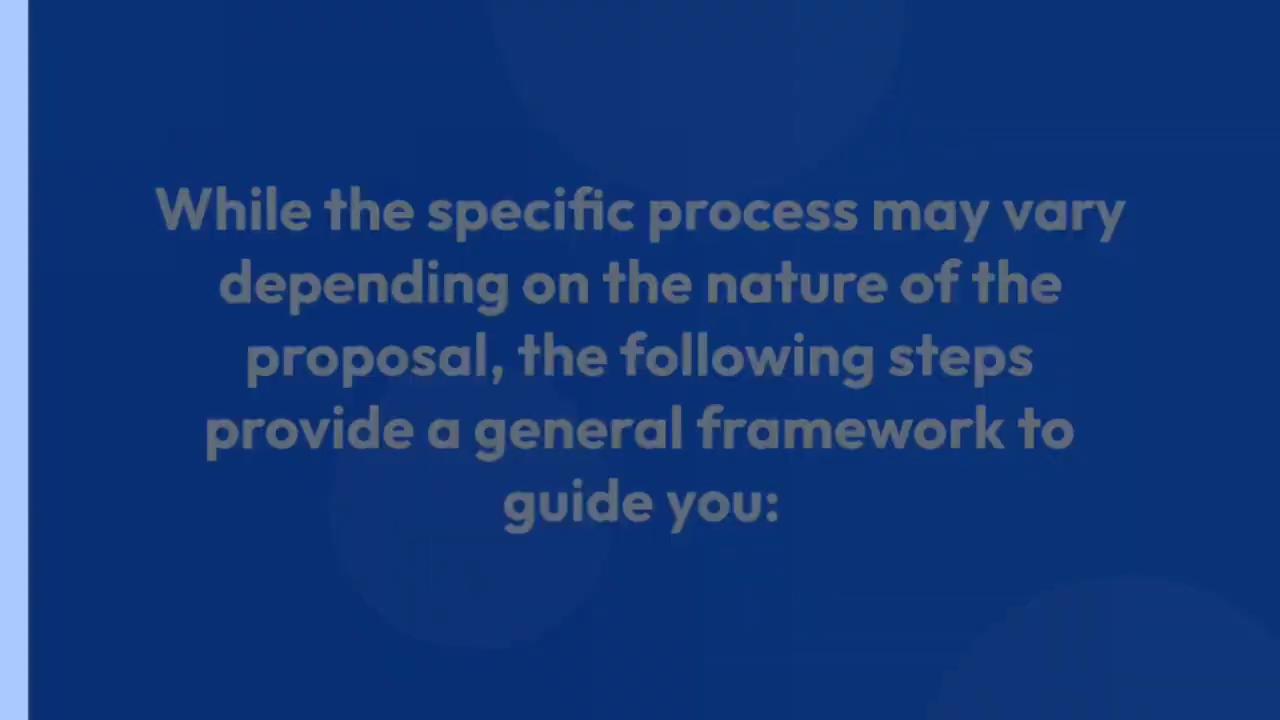 While the specific process may vary
depending on the nature of the
proposal, the following steps
provide a general framework to
guide you: